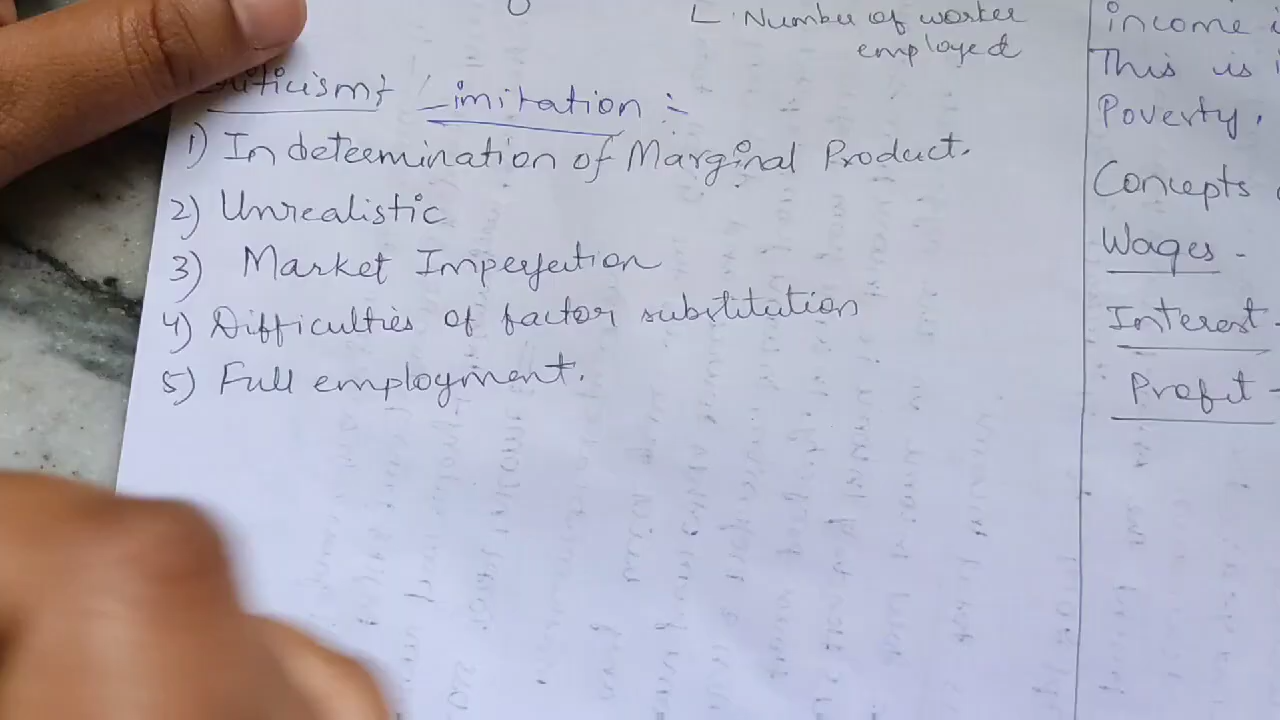 L. Number of worker
employed
Limitation :-
1) Indetermination of Marginal Product.
2) Unrealistic
3) Market Imperfection
4) Difficulties of factor substitution
5) Full employment.
income
This is
Poverty.
Concepts
Wages -
Interest -
Profit -